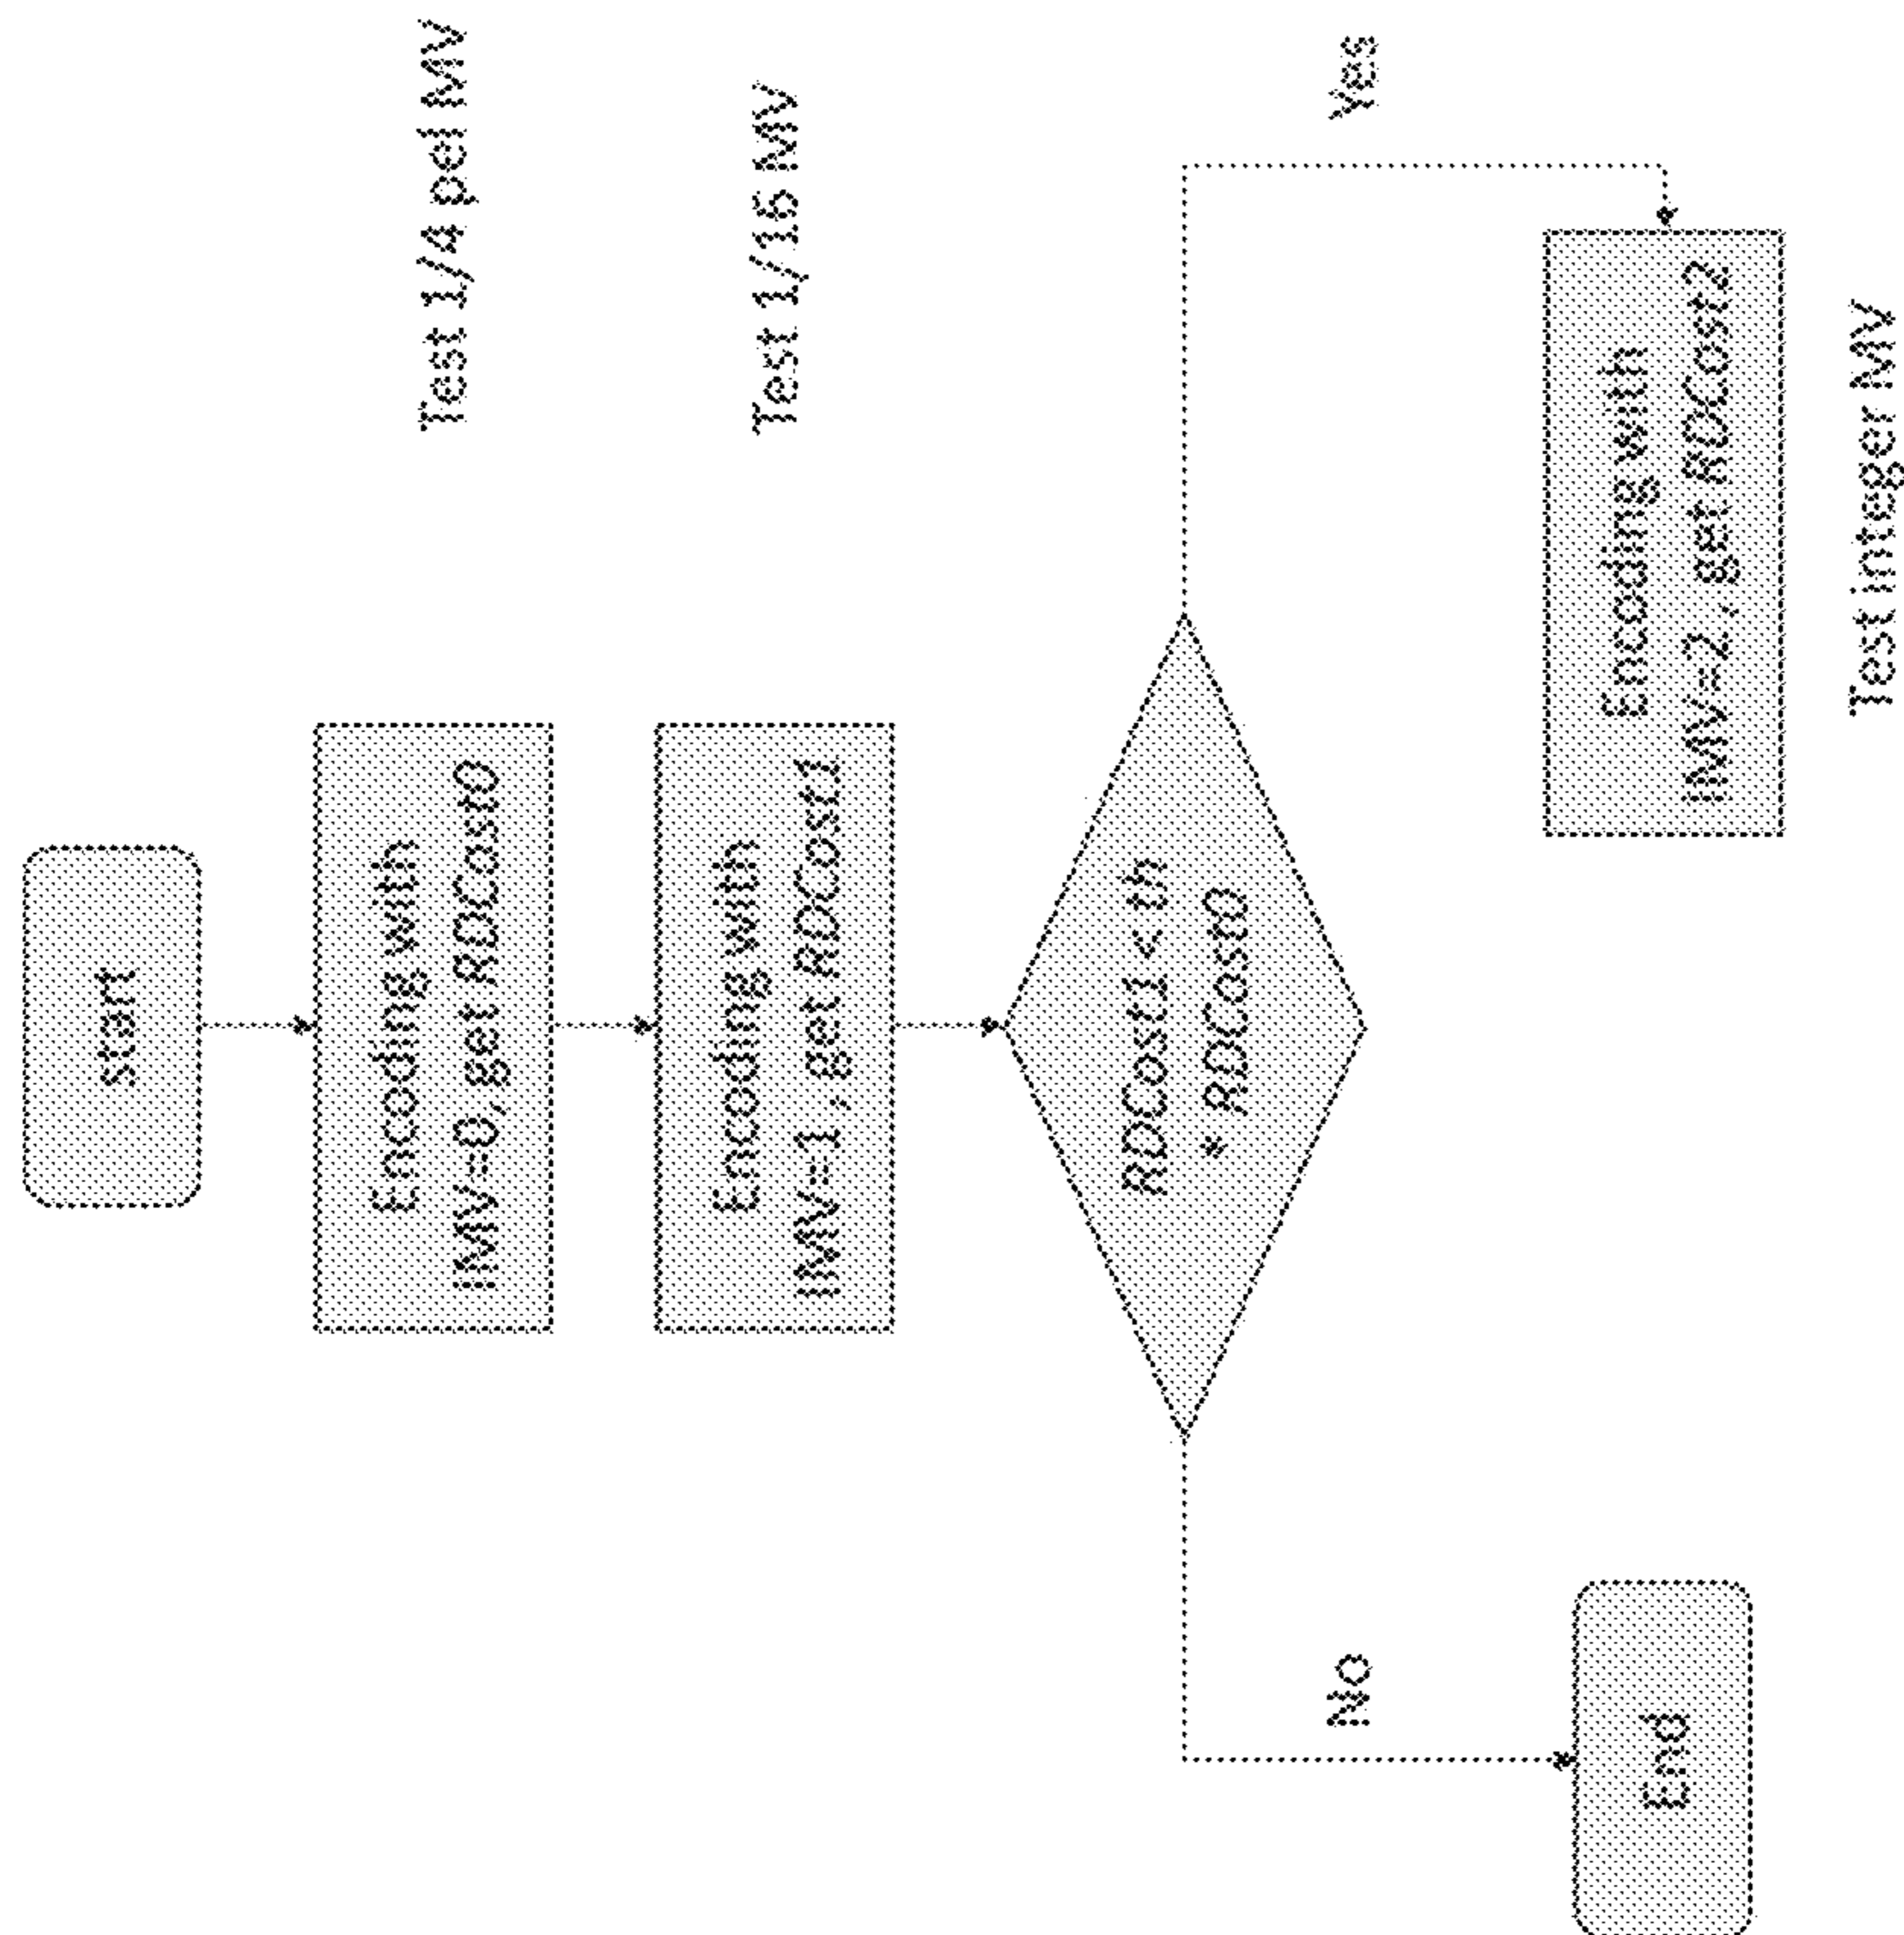 start
Encoding with
IMV=0, get RDCost0
Test 1/4 pel MV
Encoding with
IMV=1 , get RDCost1
Test 1/16 MV
RDCost1 < th
* RDCost0
No
Yes
End
Encoding with
IMV=2 , get RDCost2
Test integer MV